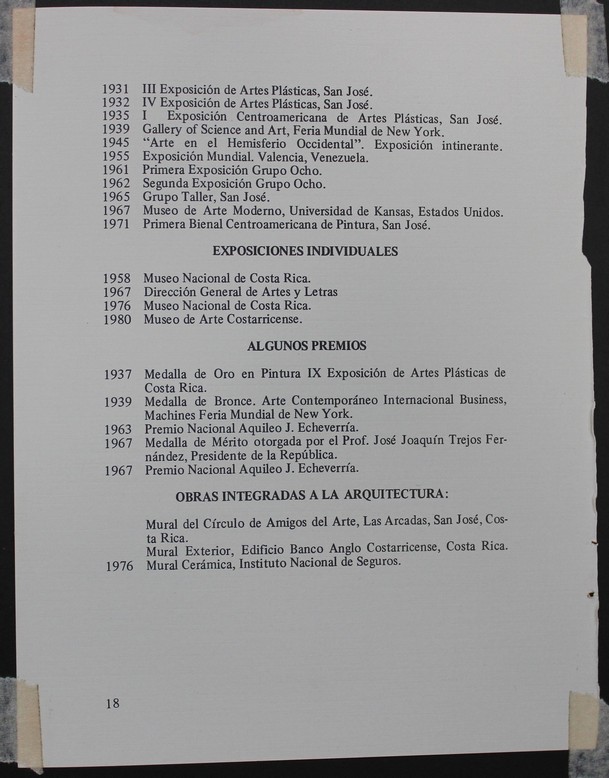 1931 III Exposición de Artes Plásticas, San José.
1932 IV Exposición de Artes Plásticas, San José.
1935 I Exposición Centroamericana de Artes Plásticas, San José.
1939 Gallery of Science and Art, Feria Mundial de New York.
1945 "Arte en el Hemisferio Occidental". Exposición intinerante.
1955 Exposición Mundial. Valencia, Venezuela.
1961 Primera Exposición Grupo Ocho.
1962 Segunda Exposición Grupo Ocho.
1965 Grupo Taller, San José.
1967 Museo de Arte Moderno, Universidad de Kansas, Estados Unidos.
1971 Primera Bienal Centroamericana de Pintura, San José.
EXPOSICIONES INDIVIDUALES
1958 Museo Nacional de Costa Rica.
1967 Dirección General de Artes y Letras
1976 Museo Nacional de Costa Rica.
1980 Museo de Arte Costarricense.
ALGUNOS PREMIOS
1937 Medalla de Oro en Pintura IX Exposición de Artes Plásticas de
Costa Rica.
1939 Medalla de Bronce. Arte Contemporáneo Internacional Business,
Machines Feria Mundial de New York.
1963 Premio Nacional Aquileo J. Echeverría.
1967 Medalla de Mérito otorgada por el Prof. José Joaquín Trejos Fer-
nández, Presidente de la República.
1967 Premio Nacional Aquileo J. Echeverría.
OBRAS INTEGRADAS A LA ARQUITECTURA:
Mural del Círculo de Amigos del Arte, Las Arcadas, San José, Cos-
ta Rica.
Mural Exterior, Edificio Banco Anglo Costarricense, Costa Rica.
1976 Mural Cerámica, Instituto Nacional de Seguros.
18